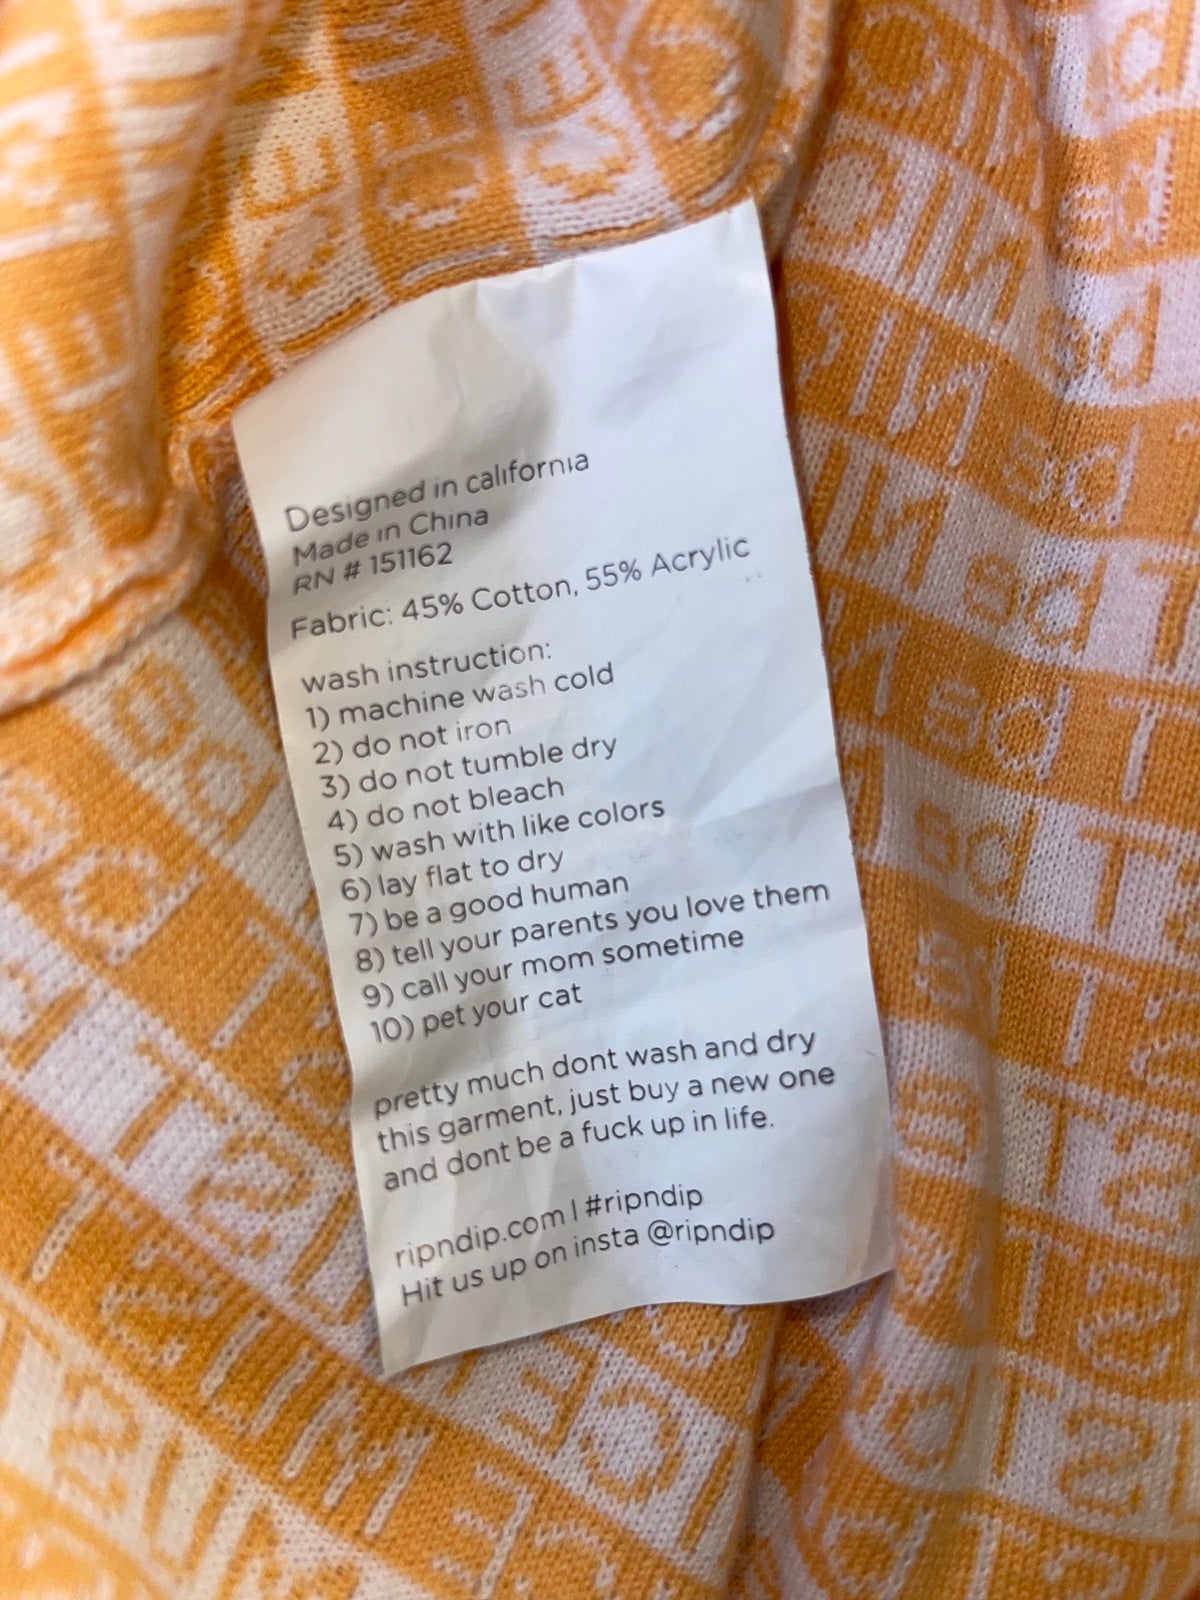 Designed in california
Made in China
RN # 151162
Fabric: 45% Cotton, 55% Acrylic
wash instruction:
1) machine wash cold
2) do not iron
3) do not tumble dry
4) do not bleach
5) wash with like colors
6) lay flat to dry
7) be a good human
8) tell your parents you love them
9) call your mom sometime
10) pet your cat
pretty much dont wash and dry
this garment, just buy a new one
and dont be a fuck up in life.
ripndip.com | #ripndip
Hit us up on insta @ripndip